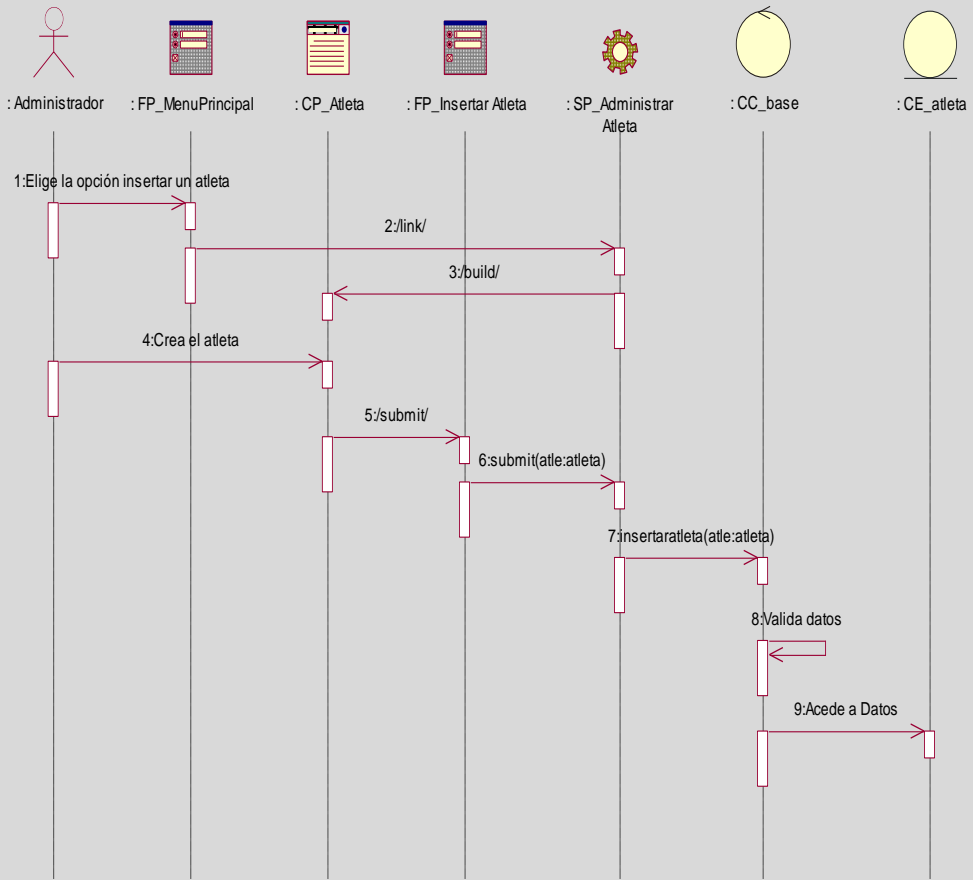 : Administrador
: FP_MenuPrincipal
: CP_Atleta
: FP_Insertar Atleta
: SP_Administrar
Atleta
: CC_base
: CE_atleta
1:Elige la opción insertar un atleta
2:/link/
3:/build/
4:Crea el atleta
5:/submit/
6:submit(atle:atleta)
7:insertaratleta(atle:atleta)
8:Valida datos
9:Acede a Datos